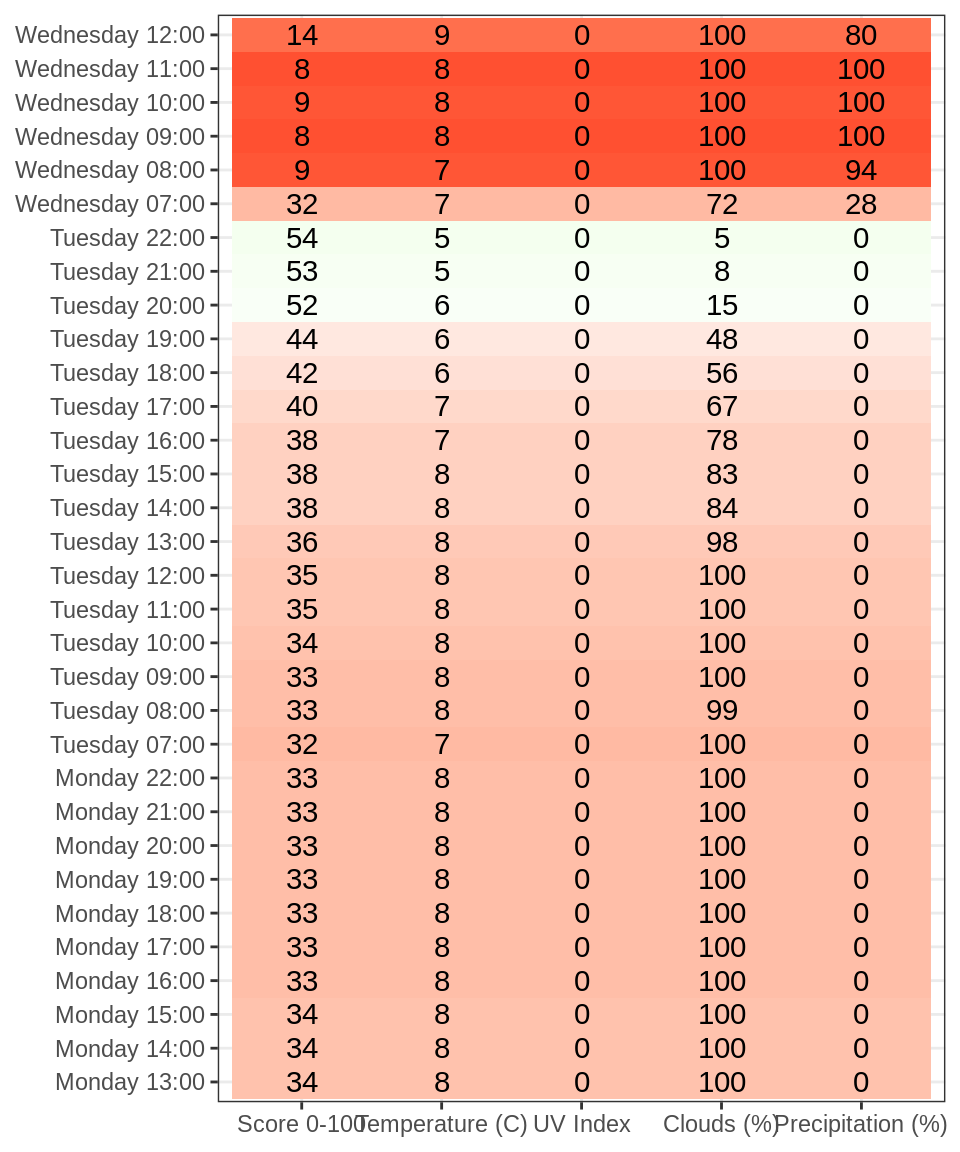 Wednesday 12:00 14 9 0 100 80
Wednesday 11:00 8 8 0 100 100
Wednesday 10:00 9 8 0 100 100
Wednesday 09:00 8 8 0 100 100
Wednesday 08:00 9 7 0 100 94
Wednesday 07:00 32 7 0 72 28
Tuesday 22:00 54 5 0 5 0
Tuesday 21:00 53 5 0 8 0
Tuesday 20:00 52 6 0 15 0
Tuesday 19:00 44 6 0 48 0
Tuesday 18:00 42 6 0 56 0
Tuesday 17:00 40 7 0 67 0
Tuesday 16:00 38 7 0 78 0
Tuesday 15:00 38 8 0 83 0
Tuesday 14:00 38 8 0 84 0
Tuesday 13:00 36 8 0 98 0
Tuesday 12:00 35 8 0 100 0
Tuesday 11:00 35 8 0 100 0
Tuesday 10:00 34 8 0 100 0
Tuesday 09:00 33 8 0 100 0
Tuesday 08:00 33 8 0 99 0
Tuesday 07:00 32 7 0 100 0
Monday 22:00 33 8 0 100 0
Monday 21:00 33 8 0 100 0
Monday 20:00 33 8 0 100 0
Monday 19:00 33 8 0 100 0
Monday 18:00 33 8 0 100 0
Monday 17:00 33 8 0 100 0
Monday 16:00 33 8 0 100 0
Monday 15:00 34 8 0 100 0
Monday 14:00 34 8 0 100 0
Monday 13:00 34 8 0 100 0
Score 0-100 Temperature (C) UV Index Clouds (%) Precipitation (%)